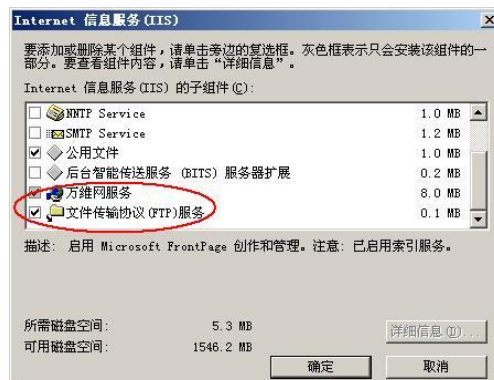 Internet 信息服务(IIS)
要添加或删除某个组件，请单击旁边的复选框。灰色框表示只会安装该组件的一
部分。要查看组件内容，请单击“详细信息”。
Internet 信息服务(IIS) 的子组件(C):
NNTP Service 1.0 MB
SMTP Service 1.2 MB
公用文件 1.0 MB
后台智能传送服务 (BITS) 服务器扩展 0.2 MB
万维网服务 8.0 MB
文件传输协议(FTP)服务 0.1 MB
描述: 启用 Microsoft FrontPage 创作和管理。注意: 已启用索引服务。
所需磁盘空间: 5.3 MB
可用磁盘空间: 1546.2 MB
详细信息(D)...
确定
取消